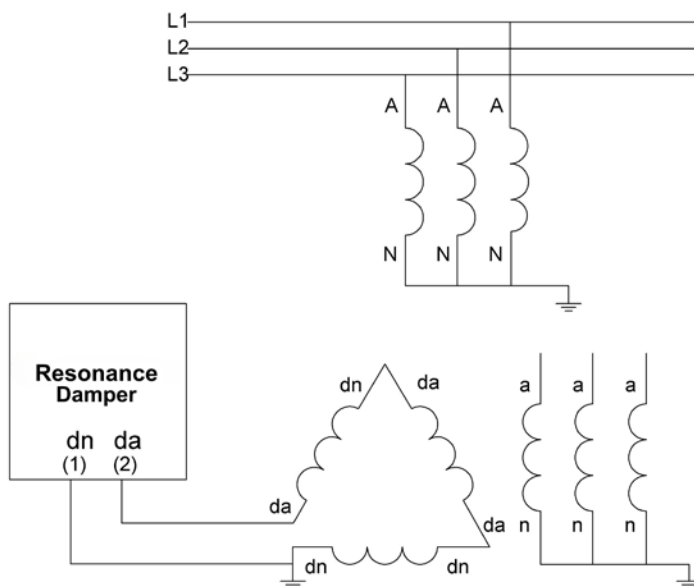 L1
L2
L3
A A A
N N N
Resonance
Damper
dn da
(1) (2)
dn da
da da
dn dn
a a a
n n n